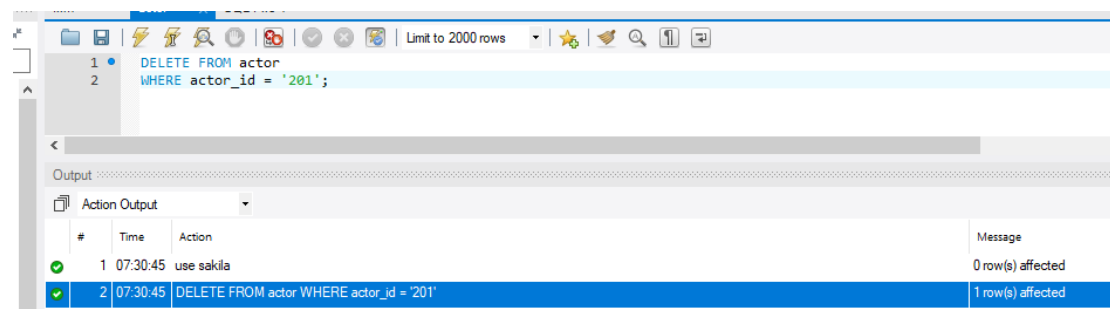 Limit to 2000 rows
1 DELETE FROM actor
2 WHERE actor_id = '201';
Output
Action Output
# Time Action Message
1 07:30:45 use sakila 0 row(s) affected
2 07:30:45 DELETE FROM actor WHERE actor_id = '201' 1 row(s) affected